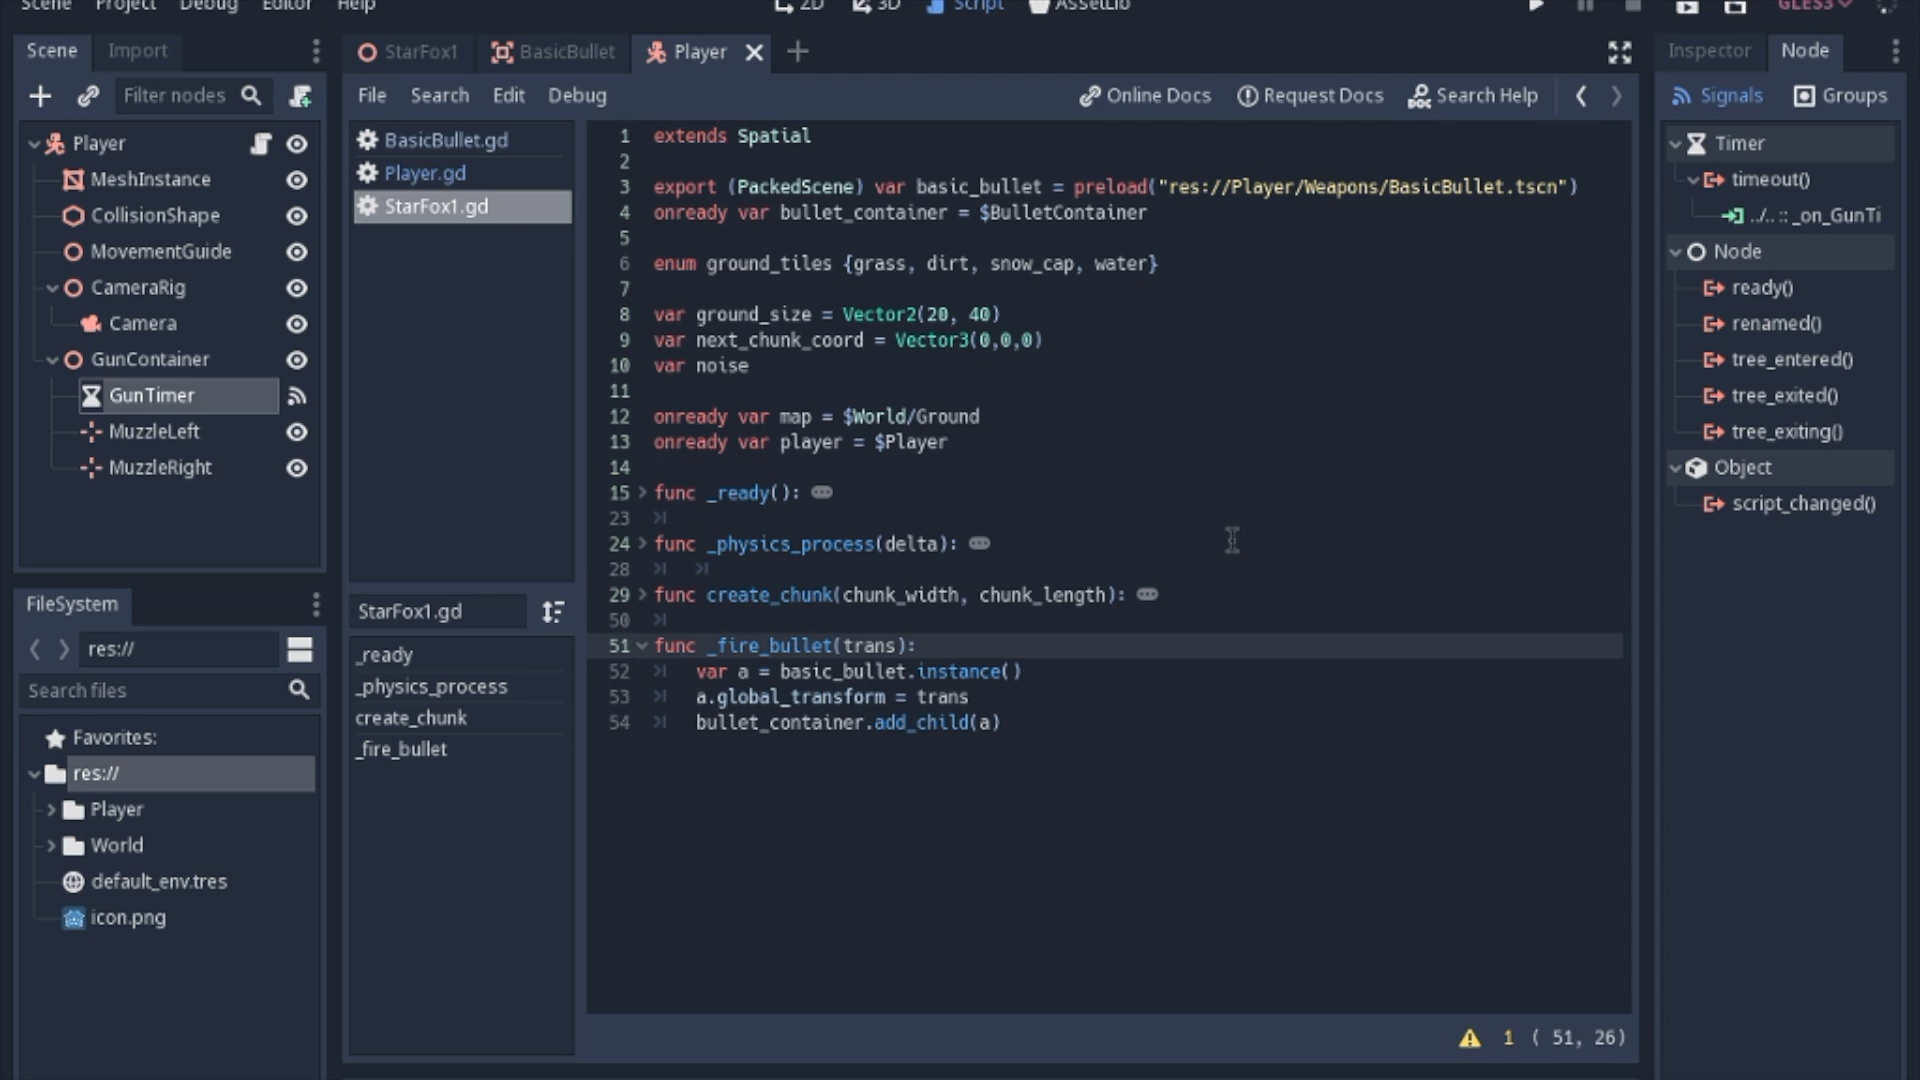 Scene Project Debug Editor Help
2D 3D Script AssetLib
GLES3
Scene Import
Filter nodes
Player
MeshInstance
CollisionShape
MovementGuide
CameraRig
Camera
GunContainer
GunTimer
MuzzleLeft
MuzzleRight
FileSystem
res://
Search files
Favorites:
res://
Player
World
default_env.tres
icon.png
StarFox1 BasicBullet Player
File Search Edit Debug
Online Docs Request Docs Search Help
BasicBullet.gd
Player.gd
StarFox1.gd
StarFox1.gd
_ready
_physics_process
create_chunk
_fire_bullet
1 extends Spatial
2
3 export (PackedScene) var basic_bullet = preload("res://Player/Weapons/BasicBullet.tscn")
4 onready var bullet_container = $BulletContainer
5
6 enum ground_tiles {grass, dirt, snow_cap, water}
7
8 var ground_size = Vector2(20, 40)
9 var next_chunk_coord = Vector3(0,0,0)
10 var noise
11
12 onready var map = $World/Ground
13 onready var player = $Player
14
15 func _ready():
23
24 func _physics_process(delta):
28
29 func create_chunk(chunk_width, chunk_length):
50
51 func _fire_bullet(trans):
52 var a = basic_bullet.instance()
53 a.global_transform = trans
54 bullet_container.add_child(a)
1 ( 51, 26)
Inspector Node
Signals Groups
Timer
timeout()
../.. :: _on_GunTi
Node
ready()
renamed()
tree_entered()
tree_exited()
tree_exiting()
Object
script_changed()